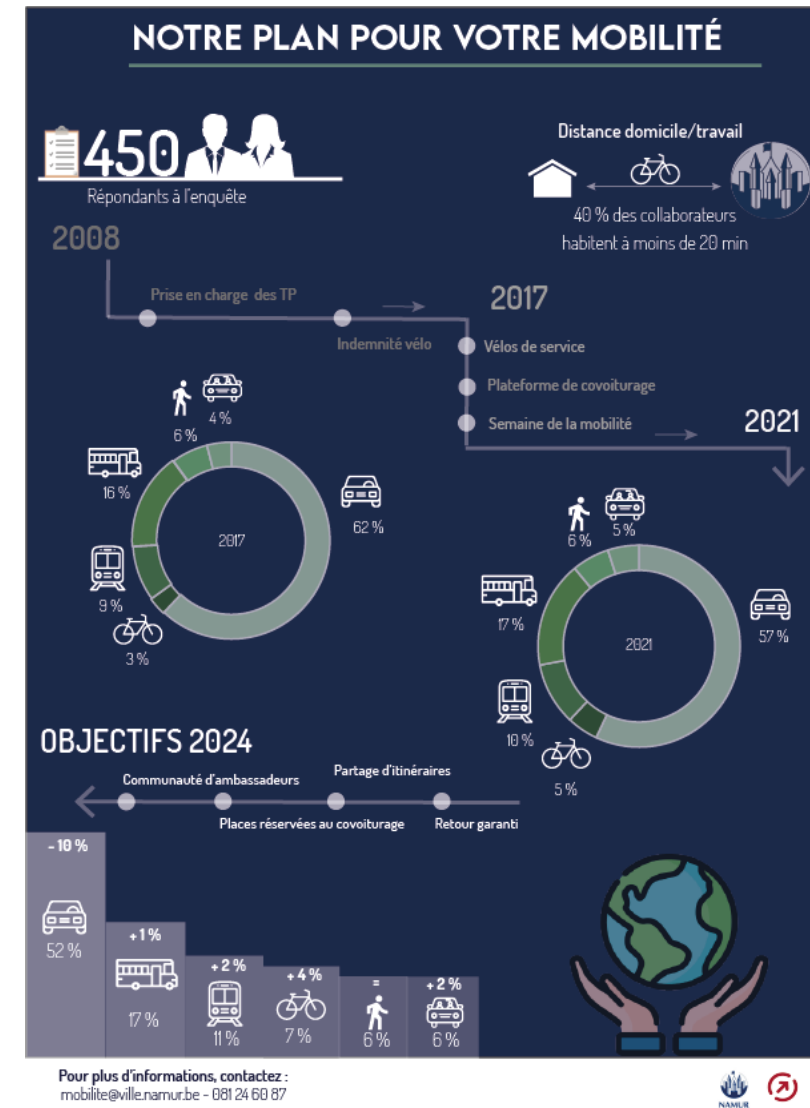 NOTRE PLAN POUR VOTRE MOBILITÉ
450
Répondants à l'enquête
Distance domicile/travail
40 % des collaborateurs
habitent à moins de 20 min
2008
Prise en charge des TP
Indemnité vélo
2017
Vélos de service
Plateforme de covoiturage
Semaine de la mobilité
2021
4 %
6 %
16 %
62 %
2017
9 %
3 %
5 %
6 %
17 %
57 %
2021
10 %
5 %
OBJECTIFS 2024
Communauté d'ambassadeurs
Partage d'itinéraires
Places réservées au covoiturage
Retour garanti
- 10 %
52 %
+ 1 %
17 %
+ 2 %
11 %
+ 4 %
7 %
=
6 %
+ 2 %
6 %
Pour plus d'informations, contactez :
mobilite@ville.namur.be - 081 24 60 87
NAMUR